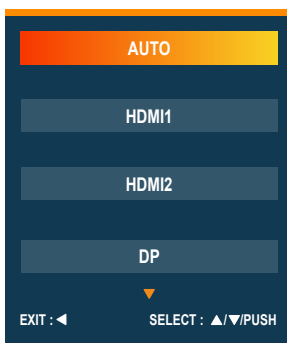 AUTO
HDMI1
HDMI2
DP
▼
EXIT : ◀ SELECT : ▲/▼/PUSH